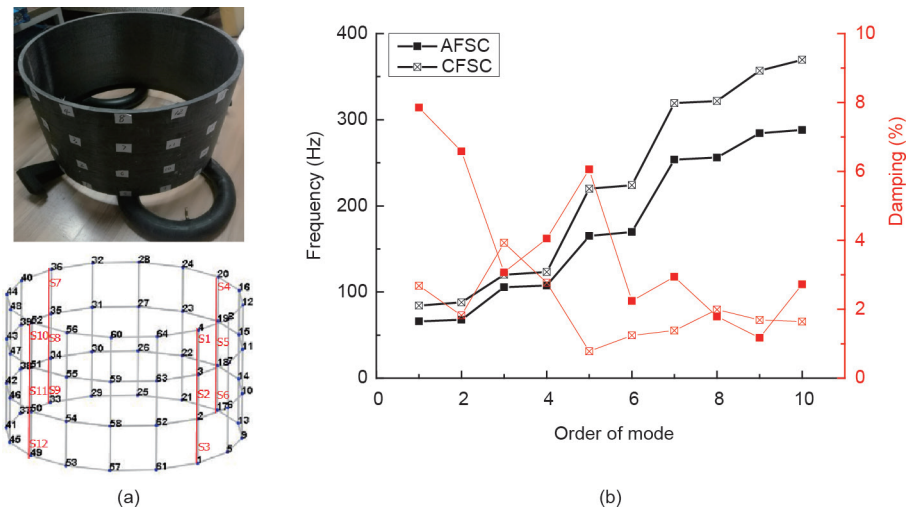 36 32 28 24 20
40 S7 S4 16
44 12
48 35 31 27 23 19
43 S10 52 56 60 64 4 S1 S5 15
S8 11
47 34 30 26 22 18
51 55 59 63 3 14
42 S11 S9 S2 S6 10
46 33 29 25 21 17
50 54 58 62 2 13
41 9
45 S12 S3 5
49 53 57 61 1
(a)
AFSC
CFSC
Frequency (Hz)
400
300
200
100
0
Damping (%)
10
8
6
4
2
0
0 2 4 6 8 10
Order of mode
(b)